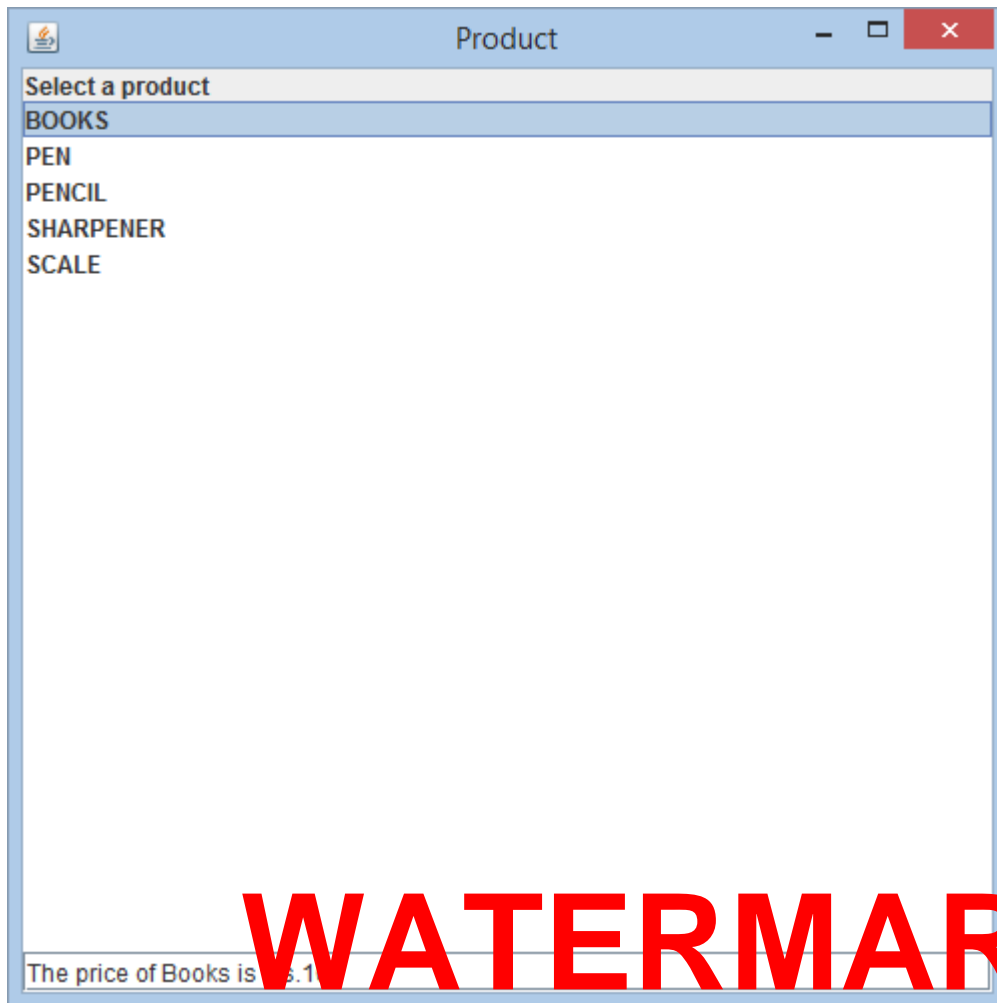 Product
Select a product
BOOKS
PEN
PENCIL
SHARPENER
SCALE
The price of Books is
WATERMAR